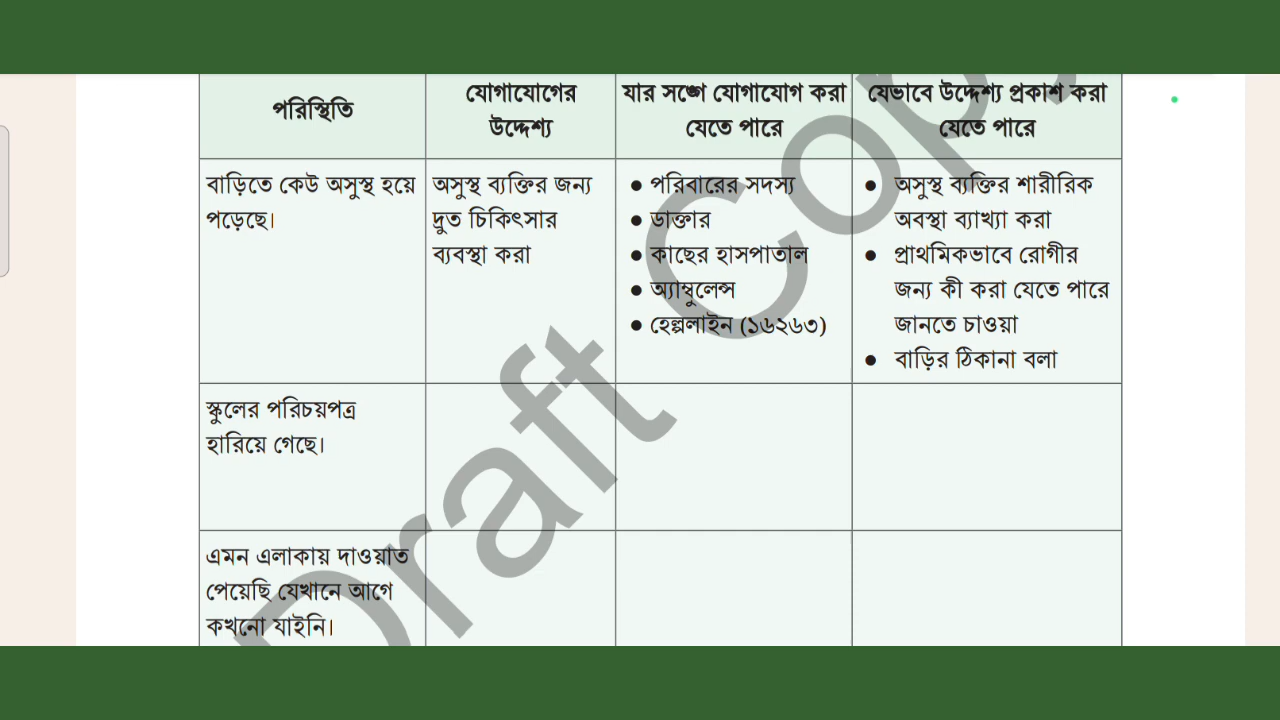 পরিস্থিতি
যোগাযোগের
উদ্দেশ্য
যার সঙ্গে যোগাযোগ করা
যেতে পারে
যেভাবে উদ্দেশ্য প্রকাশ করা
যেতে পারে
বাড়িতে কেউ অসুস্থ হয়ে
পড়েছে।
অসুস্থ ব্যক্তির জন্য
দ্রুত চিকিৎসার
ব্যবস্থা করা
● পরিবারের সদস্য
● ডাক্তার
● কাছের হাসপাতাল
● অ্যাম্বুলেন্স
● হেল্পলাইন (১৬২৬৩)
● অসুস্থ ব্যক্তির শারীরিক
অবস্থা ব্যাখ্যা করা
● প্রাথমিকভাবে রোগীর
জন্য কী করা যেতে পারে
জানতে চাওয়া
● বাড়ির ঠিকানা বলা
স্কুলের পরিচয়পত্র
হারিয়ে গেছে।
এমন এলাকায় দাওয়াত
পেয়েছি যেখানে আগে
কখনো যাইনি।
Draft Copy